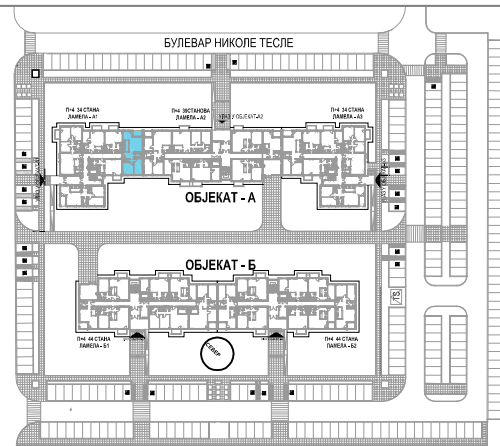 БУЛЕВАР НИКОЛЕ ТЕСЛЕ
П+4 34 СТАНА
ЛАМЕЛА - А1
П+4 39СТАНОВА
ЛАМЕЛА - А2
П+4 34 СТАНА
ЛАМЕЛА - А3
ОБЈЕКАТ - А
ОБЈЕКАТ - Б
П+4 44 СТАНА
ЛАМЕЛА - Б1
СЕВЕР
П+4 44 СТАНА
ЛАМЕЛА - Б2